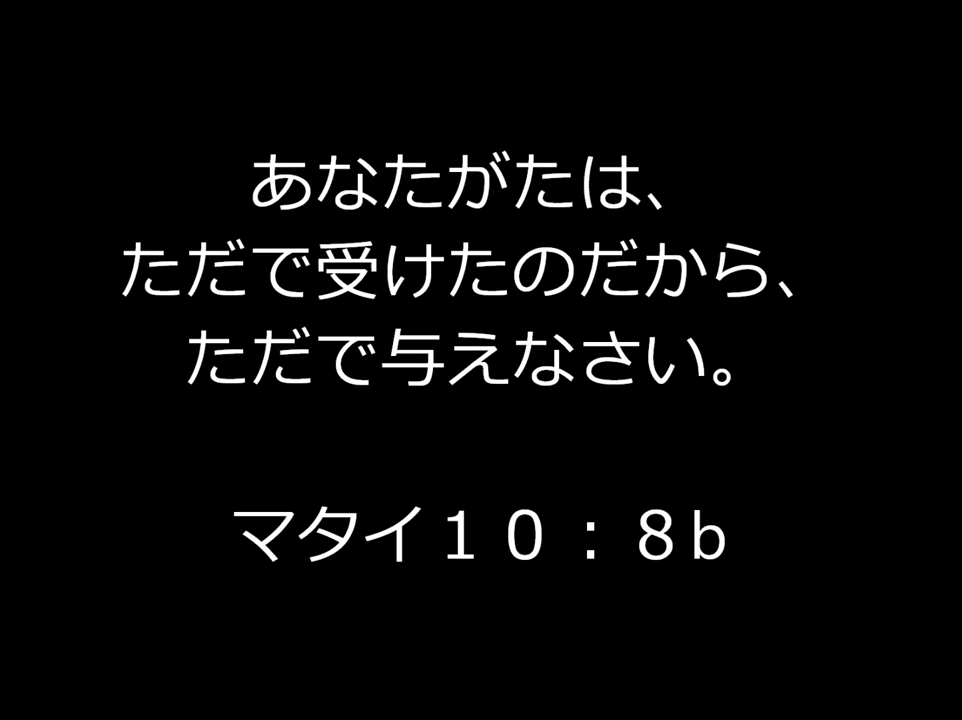 あなたがたは、
ただで受けたのだから、
ただで与えなさい。
マタイ１０：８b